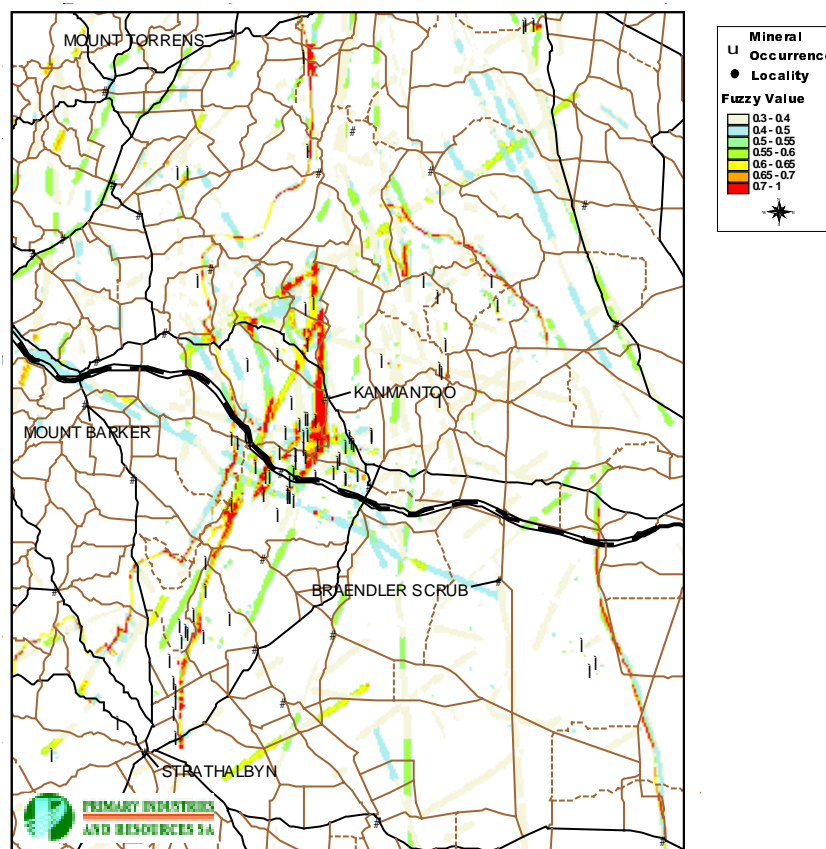 MOUNT TORRENS
KANMANTOO
MOUNT BARKER
BRAENDLER SCRUB
STRATHALBYN
PRIMARY INDUSTRIES
AND RESOURCES SA
Mineral
Occurrence
Locality
Fuzzy Value
0.3 - 0.4
0.4 - 0.5
0.5 - 0.55
0.55 - 0.6
0.6 - 0.65
0.65 - 0.7
0.7 - 1